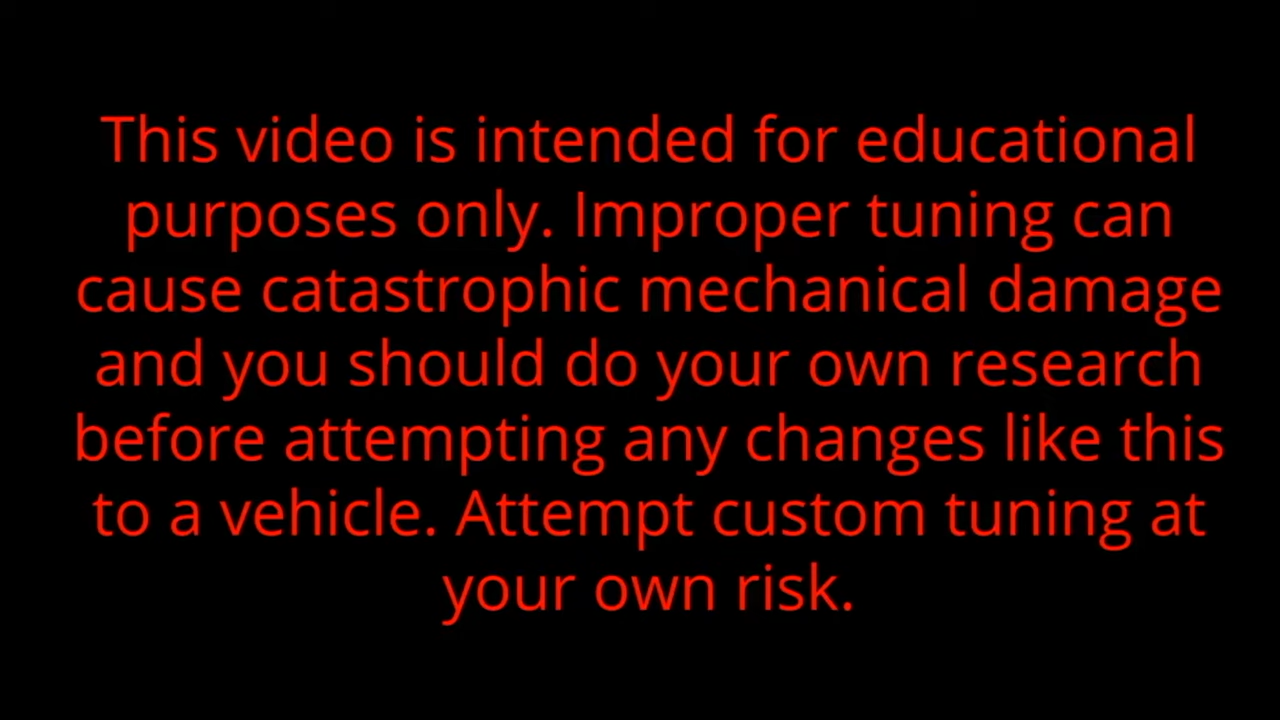 This video is intended for educational
purposes only. Improper tuning can
cause catastrophic mechanical damage
and you should do your own research
before attempting any changes like this
to a vehicle. Attempt custom tuning at
your own risk.